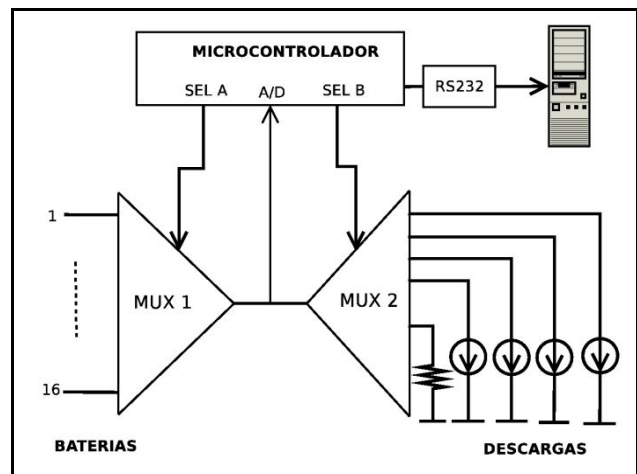 MICROCONTROLADOR
SEL A A/D SEL B
RS232
1
MUX 1 MUX 2
16
BATERIAS DESCARGAS